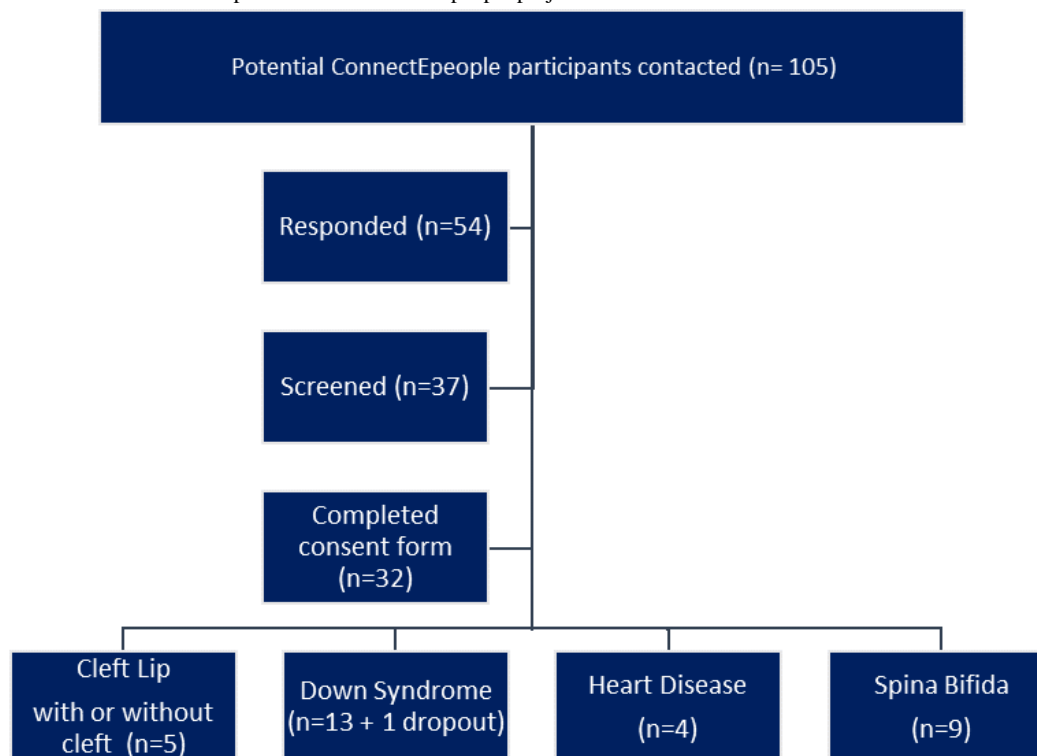 Potential ConnectEpeople participants contacted (n= 105)
Responded (n=54)
Screened (n=37)
Completed
consent form
(n=32)
Cleft Lip
with or without
cleft (n=5)
Down Syndrome
(n=13 + 1 dropout)
Heart Disease
(n=4)
Spina Bifida
(n=9)